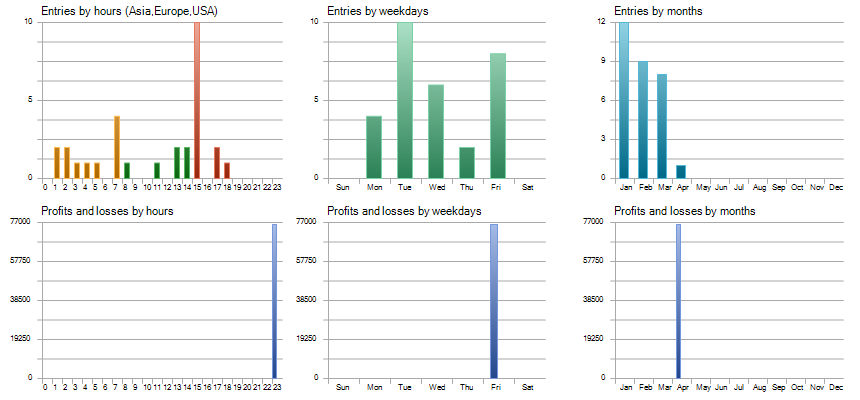 Entries by hours (Asia,Europe,USA)
10
5
0
0 1 2 3 4 5 6 7 8 9 10 11 12 13 14 15 16 17 18 19 20 21 22 23
Entries by weekdays
10
5
0
Sun Mon Tue Wed Thu Fri Sat
Entries by months
12
9
6
3
0
Jan Feb Mar Apr May Jun Jul Aug Sep Oct Nov Dec
Profits and losses by hours
77000
57750
38500
19250
0
0 1 2 3 4 5 6 7 8 9 10 11 12 13 14 15 16 17 18 19 20 21 22 23
Profits and losses by weekdays
77000
57750
38500
19250
0
Sun Mon Tue Wed Thu Fri Sat
Profits and losses by months
77000
57750
38500
19250
0
Jan Feb Mar Apr May Jun Jul Aug Sep Oct Nov Dec